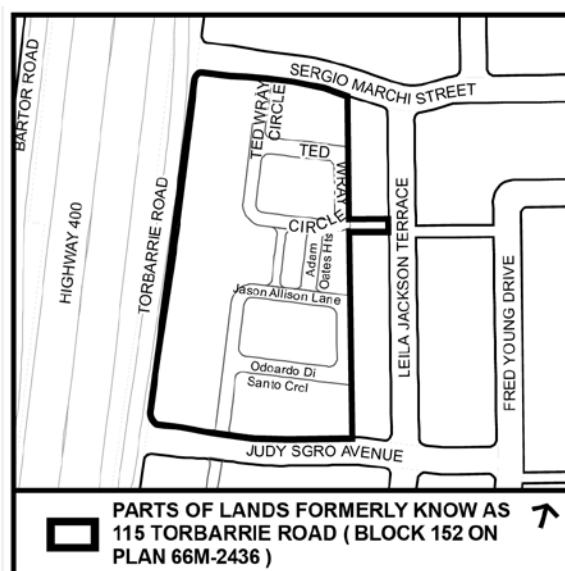 SERGIO MARCHI STREET
BARTOR ROAD
TED WRAY
CIRCLE
TED
WRAY
CIRCLE
HIGHWAY 400
TORBARRIE ROAD
Adam
Oates Hts
LEILA JACKSON TERRACE
FRED YOUNG DRIVE
Jason Allison Lane
Odoardo Di
Santo Crcl
JUDY SGRO AVENUE
PARTS OF LANDS FORMERLY KNOW AS
115 TORBARRIE ROAD ( BLOCK 152 ON
PLAN 66M-2436 )